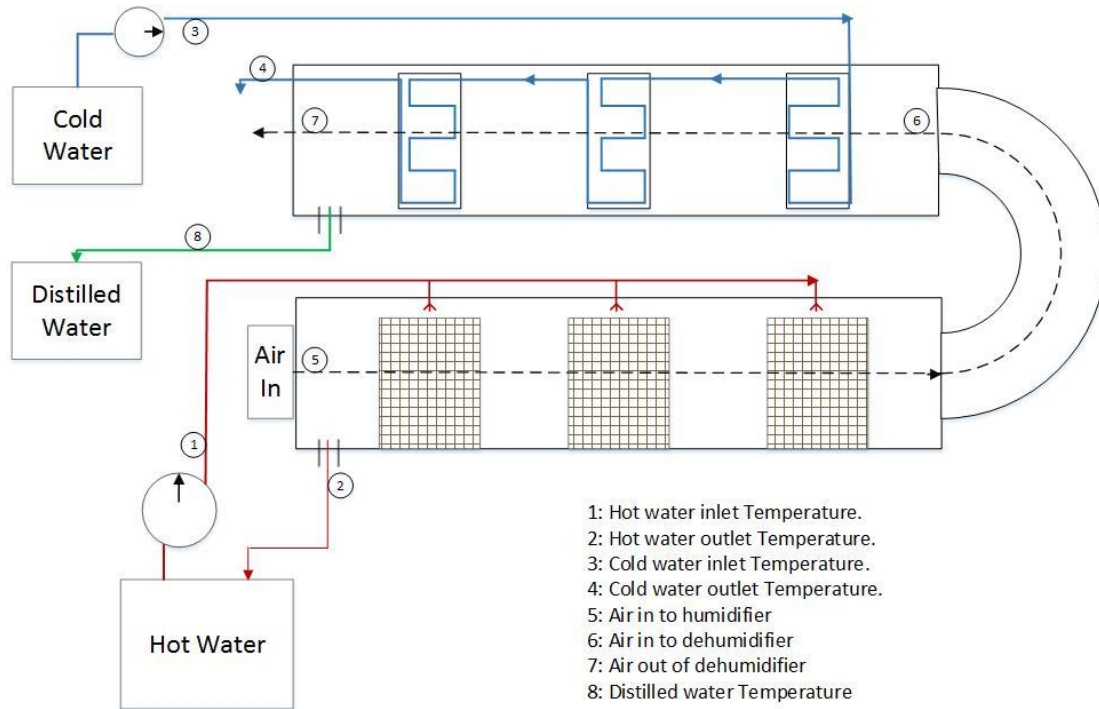 3
4
Cold
Water
7
6
8
Distilled
Water
Air
In
5
1
2
Hot Water
1: Hot water inlet Temperature.
2: Hot water outlet Temperature.
3: Cold water inlet Temperature.
4: Cold water outlet Temperature.
5: Air in to humidifier
6: Air in to dehumidifier
7: Air out of dehumidifier
8: Distilled water Temperature